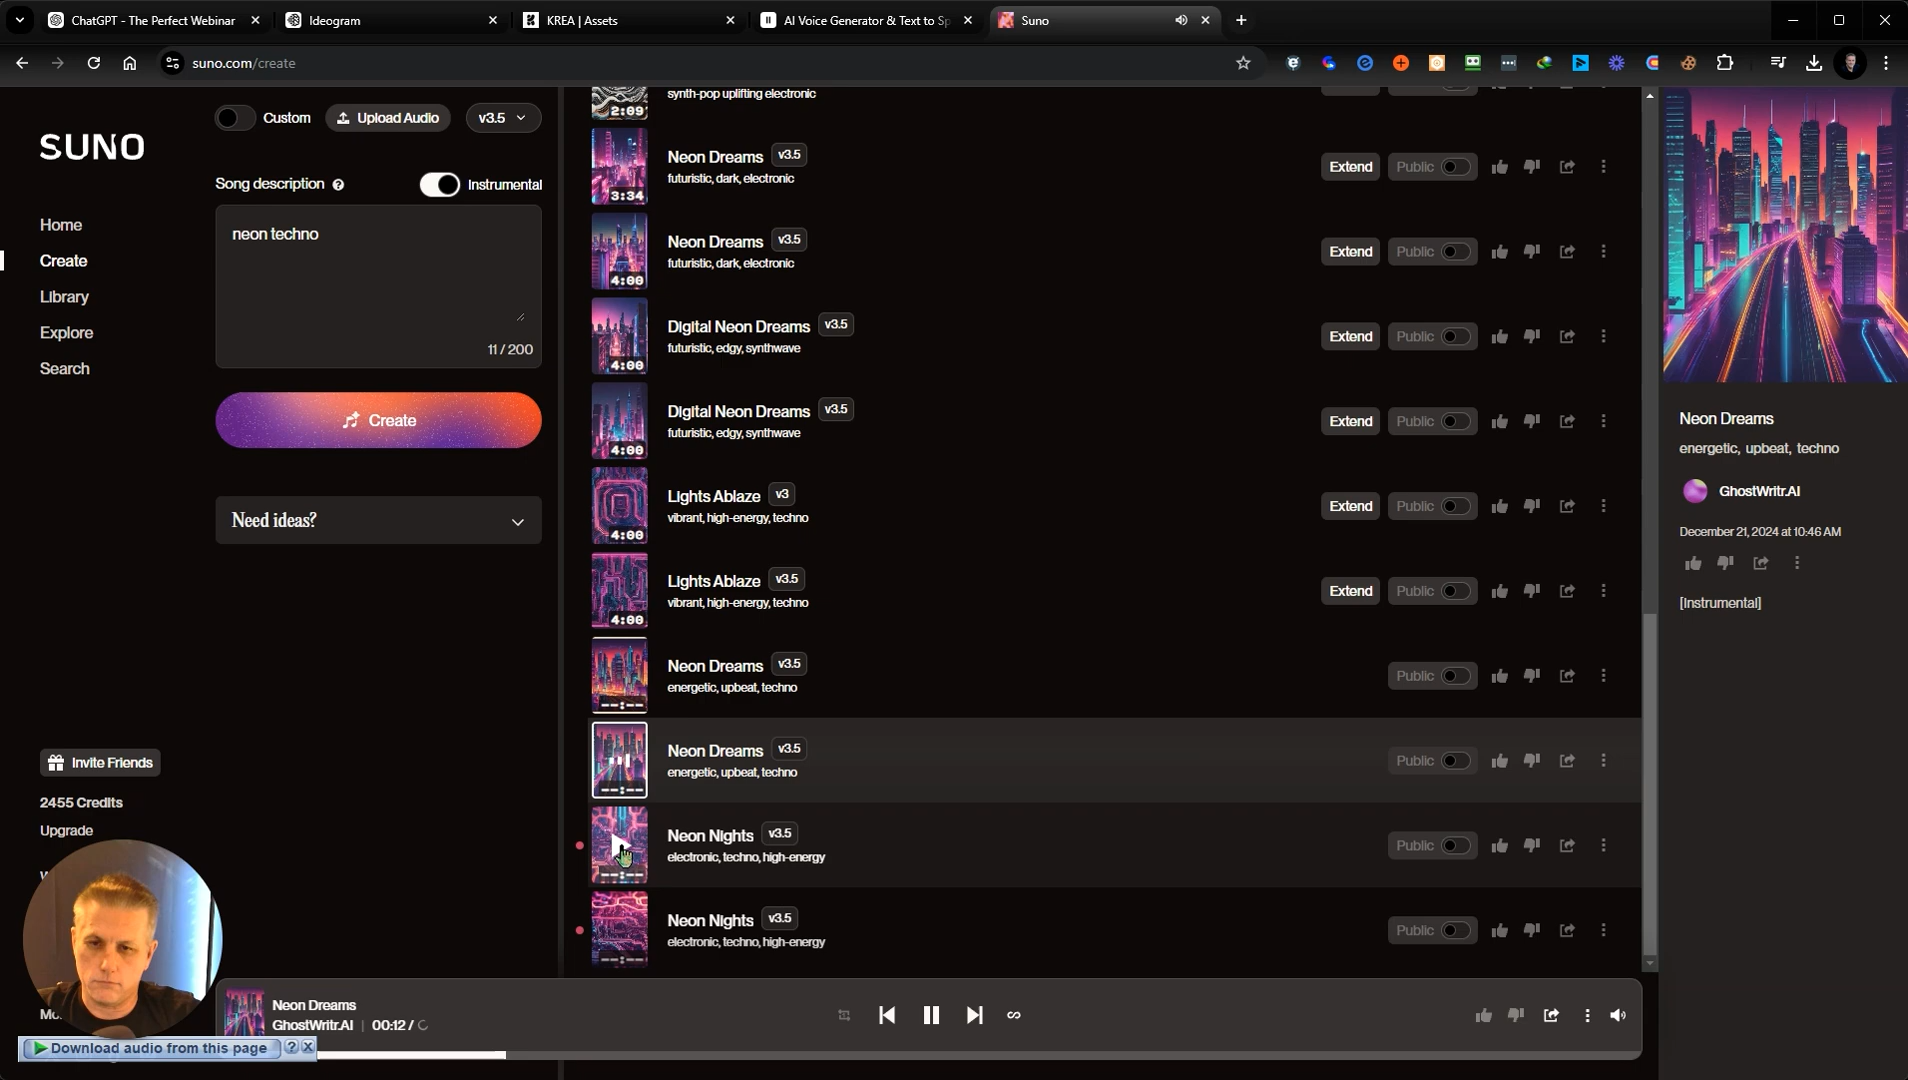 ChatGPT - The Perfect Webinar
Ideogram
KREA | Assets
AI Voice Generator & Text to Sp
Suno
suno.com/create
SUNO
Home
Create
Library
Explore
Search
Invite Friends
2455 Credits
Upgrade
W
Mo
Custom
Upload Audio
v3.5
Song description
Instrumental
neon techno
11 / 200
Create
Need ideas?
synth-pop uplifting electronic
2:09
Neon Dreams v3.5
futuristic, dark, electronic
3:34
Extend
Public
Neon Dreams v3.5
futuristic, dark, electronic
4:00
Extend
Public
Digital Neon Dreams v3.5
futuristic, edgy, synthwave
4:00
Extend
Public
Digital Neon Dreams v3.5
futuristic, edgy, synthwave
4:00
Extend
Public
Lights Ablaze v3
vibrant, high-energy, techno
4:00
Extend
Public
Lights Ablaze v3.5
vibrant, high-energy, techno
4:00
Extend
Public
Neon Dreams v3.5
energetic, upbeat, techno
--:--
Public
Neon Dreams v3.5
energetic, upbeat, techno
--:--
Public
Neon Nights v3.5
electronic, techno, high-energy
--:--
Public
Neon Nights v3.5
electronic, techno, high-energy
--:--
Public
Neon Dreams
energetic, upbeat, techno
GhostWritr.AI
December 21, 2024 at 10:46 AM
[Instrumental]
Neon Dreams
GhostWritr.AI | 00:12 /
Download audio from this page